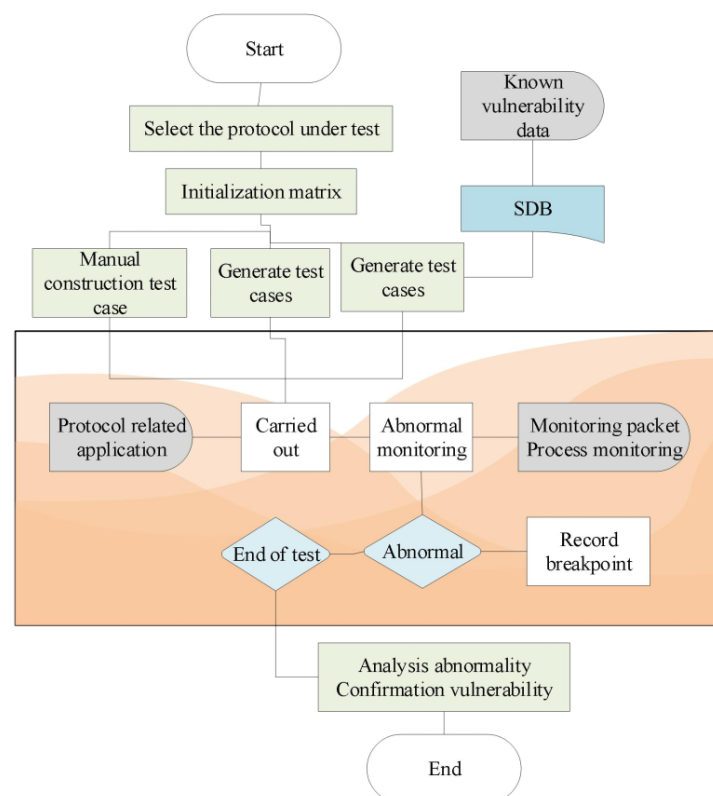 Start
Known
vulnerability
data
Select the protocol under test
Initialization matrix
SDB
Manual
construction test
case
Generate test
cases
Generate test
cases
Protocol related
application
Carried
out
Abnormal
monitoring
Monitoring packet
Process monitoring
End of test
Abnormal
Record
breakpoint
Analysis abnormality
Confirmation vulnerability
End